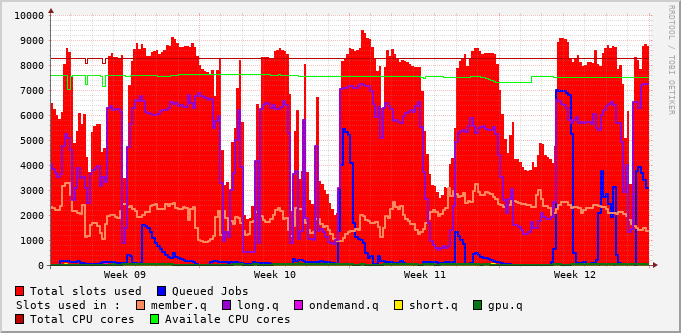 RRDTOOL / TOBI OETIKER
10000
9000
8000
7000
6000
5000
4000
3000
2000
1000
0
Week 09 Week 10 Week 11 Week 12
Total slots used Queued Jobs
Slots used in : member.q long.q ondemand.q short.q gpu.q
Total CPU cores Availale CPU cores